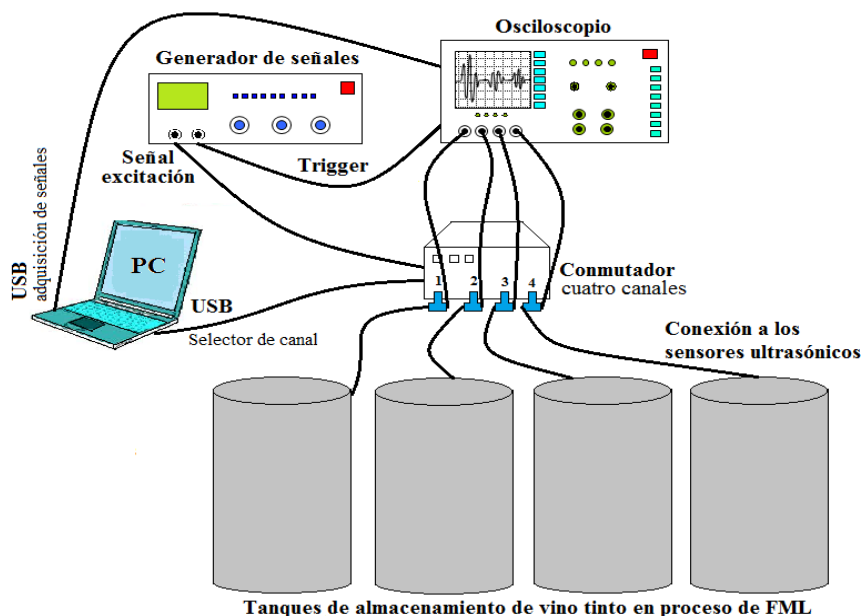 Osciloscopio
Generador de señales
Señal
excitación
Trigger
USB
adquisición de señales
PC
USB
Selector de canal
1 2 3 4
Conmutador
cuatro canales
Conexión a los
sensores ultrasónicos
Tanques de almacenamiento de vino tinto en proceso de FML